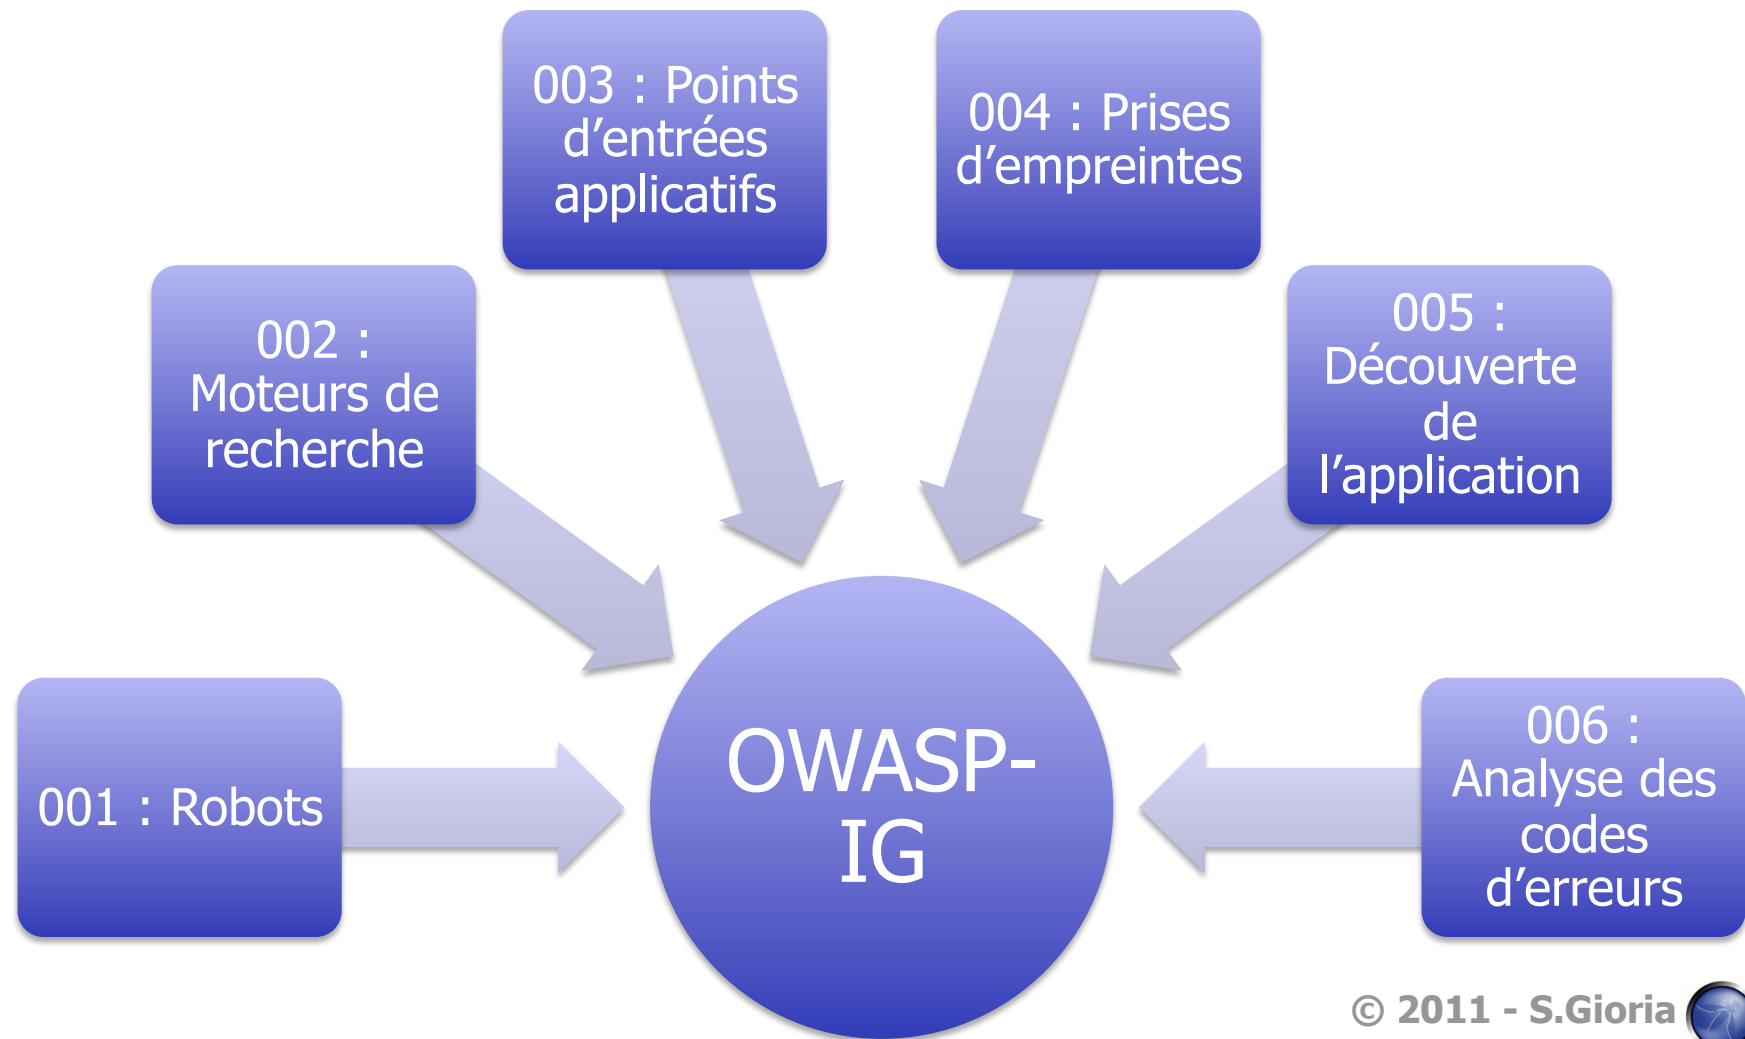 003 : Points
d’entrées
applicatifs
004 : Prises
d’empreintes
002 :
Moteurs de
recherche
005 :
Découverte
de
l’application
001 : Robots
OWASP-
IG
006 :
Analyse des
codes
d’erreurs
© 2011 - S.Gioria